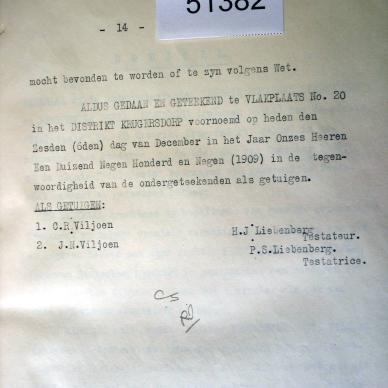 51382
- 14 -
mocht bevonden te worden of te zyn volgens Wet.
ALDUS GEDAAN EN GETEEKEND te VLAKPLAATS No. 20
in het DISTRIKT KRUGERSDORP voornoemd op heden den
Zesden (6den) dag van December in het Jaar Onzes Heeren
Een Duizend Negen Honderd en Negen (1909) in de tegen-
woordigheid van de ondergeteekenden als getuigen.
ALS GETUIGEN:
1. C.R.Viljoen
H.J.Liebenberg
Testateur.
2. J.N.Viljoen
P.S.Liebenberg.
Testatrice.
CS